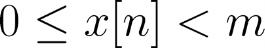 0 ≤ x[n] < m